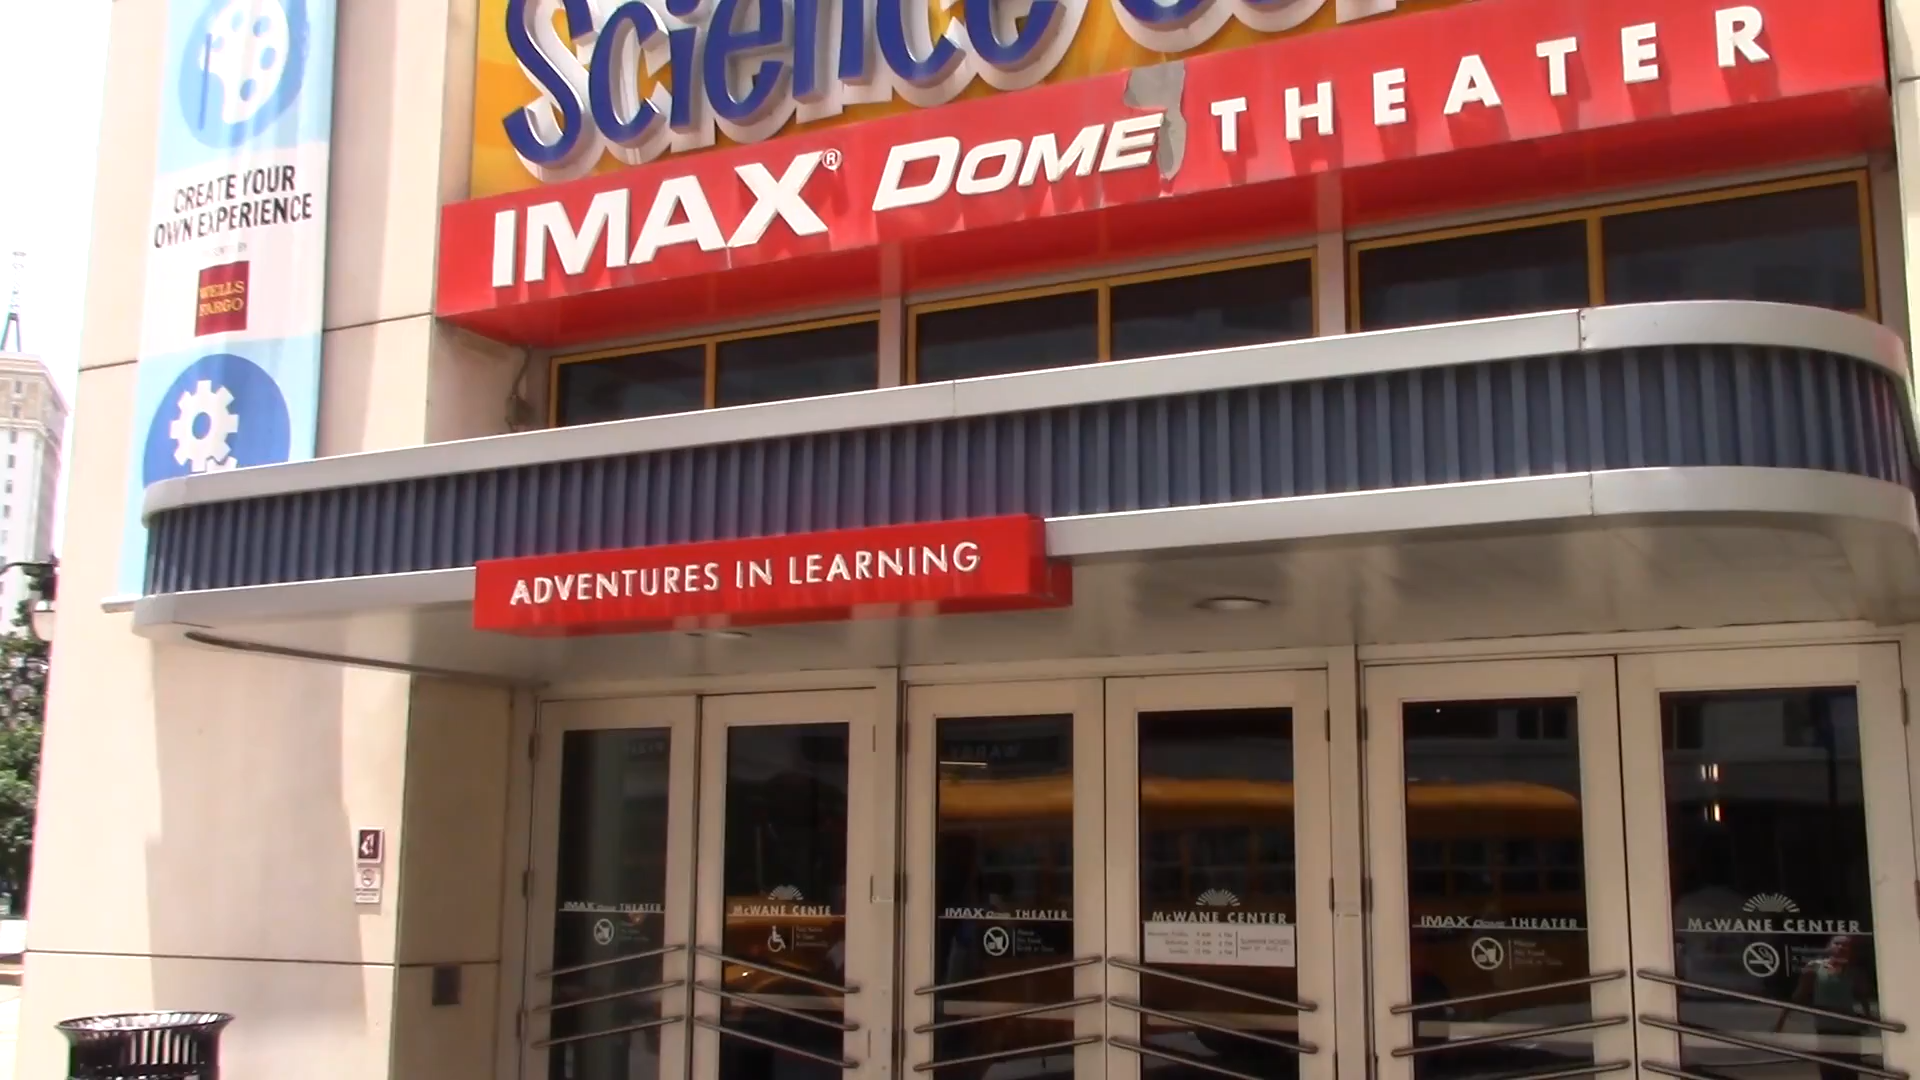 Science
IMAX® DOME THEATER
CREATE YOUR
OWN EXPERIENCE
WELLS
FARGO
ADVENTURES IN LEARNING
IMAX DOME THEATER
McWANE CENTE
IMAX DOME THEATER
McWANE CENTER
IMAX DOME THEATER
McWANE CENTER